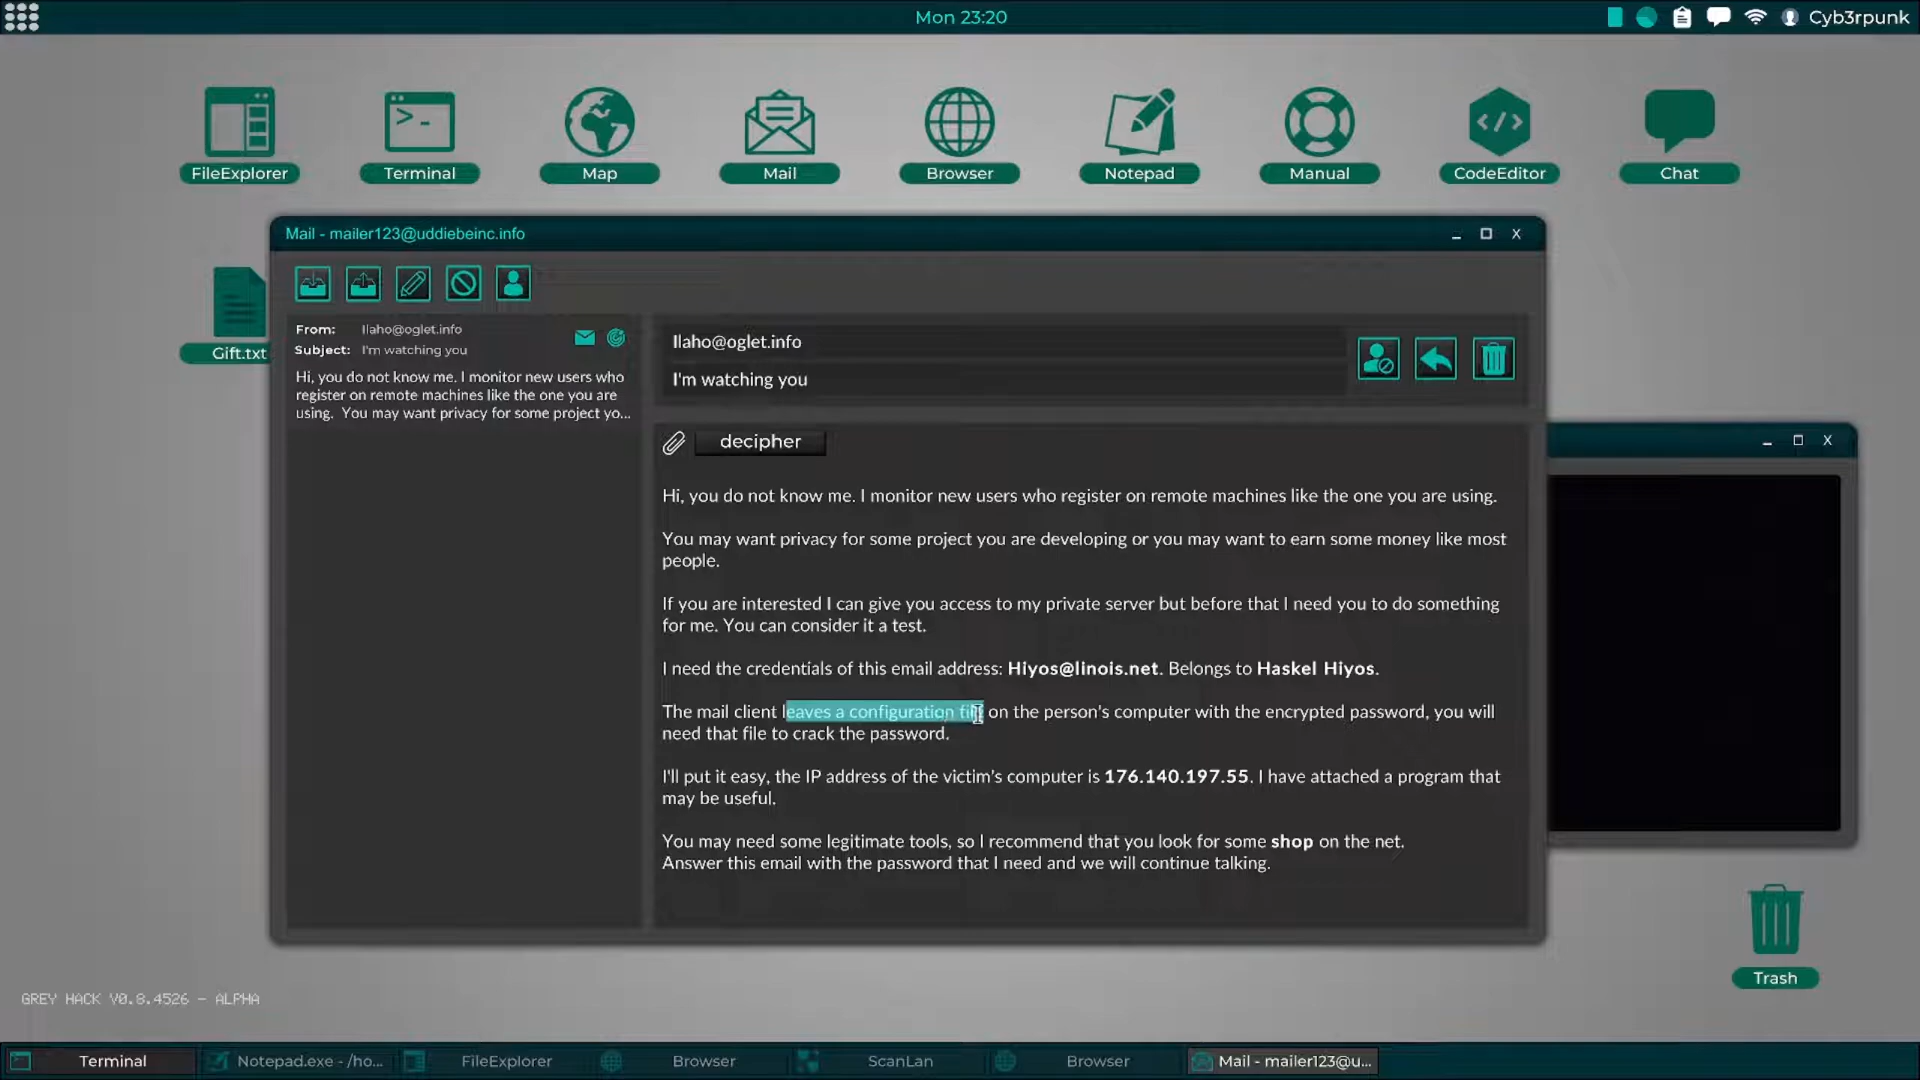 Mon 23:20
Cyb3rpunk
FileExplorer
Terminal
Map
Mail
Browser
Notepad
Manual
CodeEditor
Chat
Gift.txt
Mail - mailer123@uddiebeinc.info
X
From: Ilaho@oglet.info
Subject: I'm watching you
Hi, you do not know me. I monitor new users who
register on remote machines like the one you are
using. You may want privacy for some project yo...
Ilaho@oglet.info
I'm watching you
decipher
Hi, you do not know me. I monitor new users who register on remote machines like the one you are using.
You may want privacy for some project you are developing or you may want to earn some money like most
people.
If you are interested I can give you access to my private server but before that I need you to do something
for me. You can consider it a test.
I need the credentials of this email address: Hiyos@linois.net. Belongs to Haskel Hiyos.
The mail client leaves a configuration file on the person's computer with the encrypted password, you will
need that file to crack the password.
I'll put it easy, the IP address of the victim's computer is 176.140.197.55. I have attached a program that
may be useful.
You may need some legitimate tools, so I recommend that you look for some shop on the net.
Answer this email with the password that I need and we will continue talking.
X
Trash
GREY HACK V0.8.4526 - ALPHA
Terminal
Notepad.exe - /ho...
FileExplorer
Browser
ScanLan
Browser
Mail - mailer123@u...